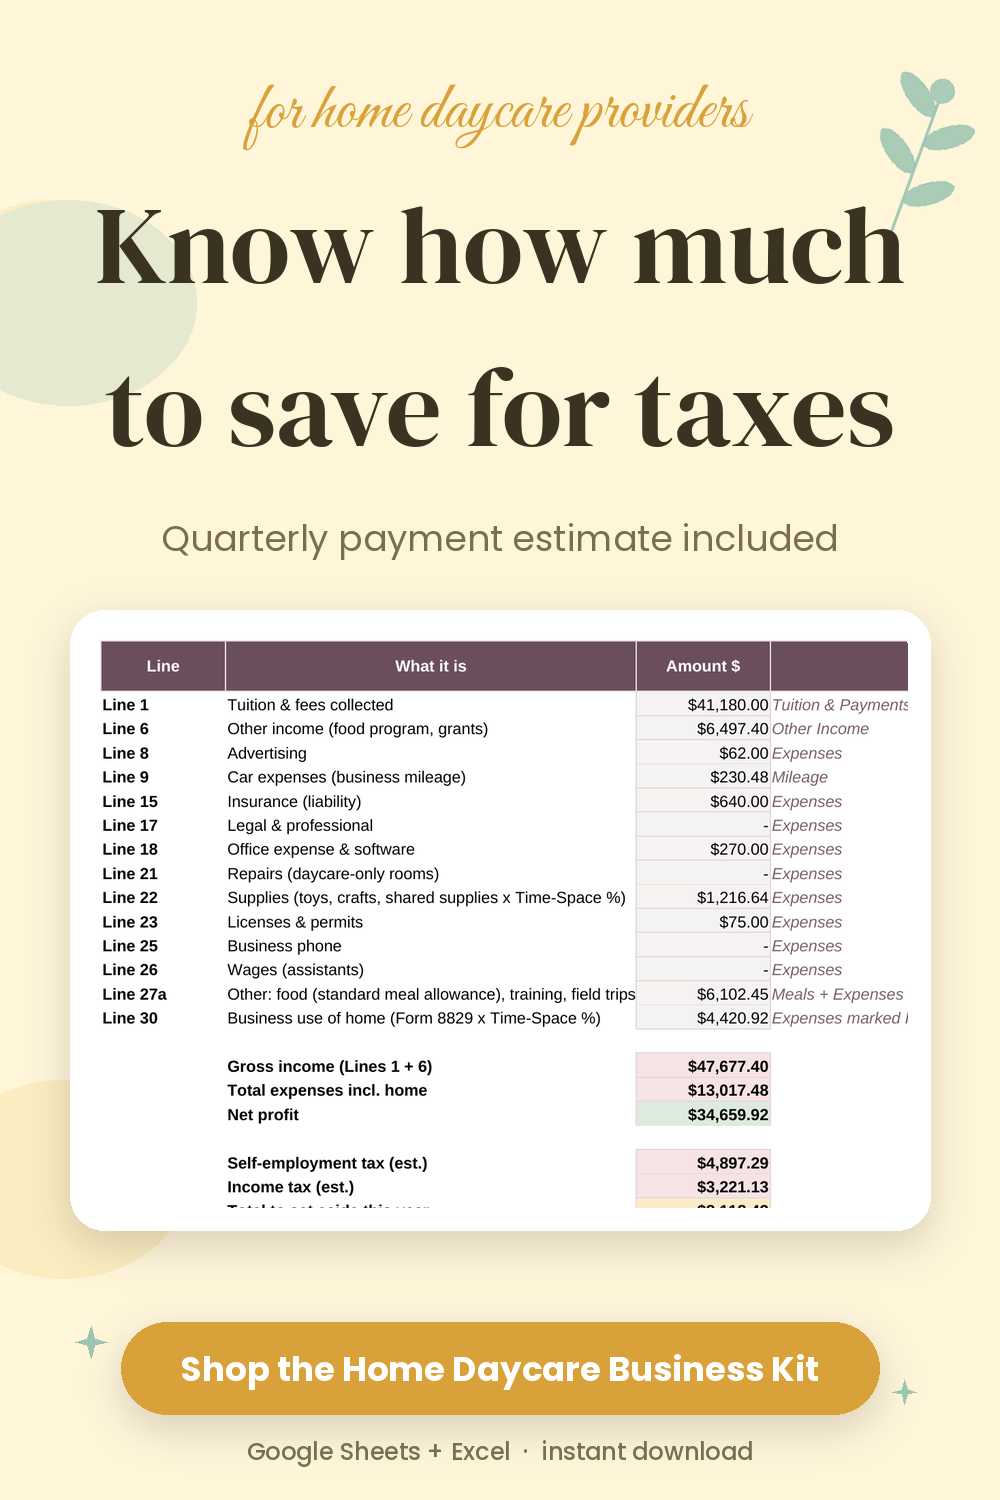 for home daycare providers
Know how much
to save for taxes
Quarterly payment estimate included
Line What it is Amount $
Line 1 Tuition & fees collected $41,180.00 Tuition & Payments
Line 6 Other income (food program, grants) $6,497.40 Other Income
Line 8 Advertising $62.00 Expenses
Line 9 Car expenses (business mileage) $230.48 Mileage
Line 15 Insurance (liability) $640.00 Expenses
Line 17 Legal & professional - Expenses
Line 18 Office expense & software $270.00 Expenses
Line 21 Repairs (daycare-only rooms) - Expenses
Line 22 Supplies (toys, crafts, shared supplies x Time-Space %) $1,216.64 Expenses
Line 23 Licenses & permits $75.00 Expenses
Line 25 Business phone - Expenses
Line 26 Wages (assistants) - Expenses
Line 27a Other: food (standard meal allowance), training, field trips $6,102.45 Meals + Expenses
Line 30 Business use of home (Form 8829 x Time-Space %) $4,420.92 Expenses marked
Gross income (Lines 1 + 6) $47,677.40
Total expenses incl. home $13,017.48
Net profit $34,659.92
Self-employment tax (est.) $4,897.29
Income tax (est.) $3,221.13
Shop the Home Daycare Business Kit
Google Sheets + Excel · instant download